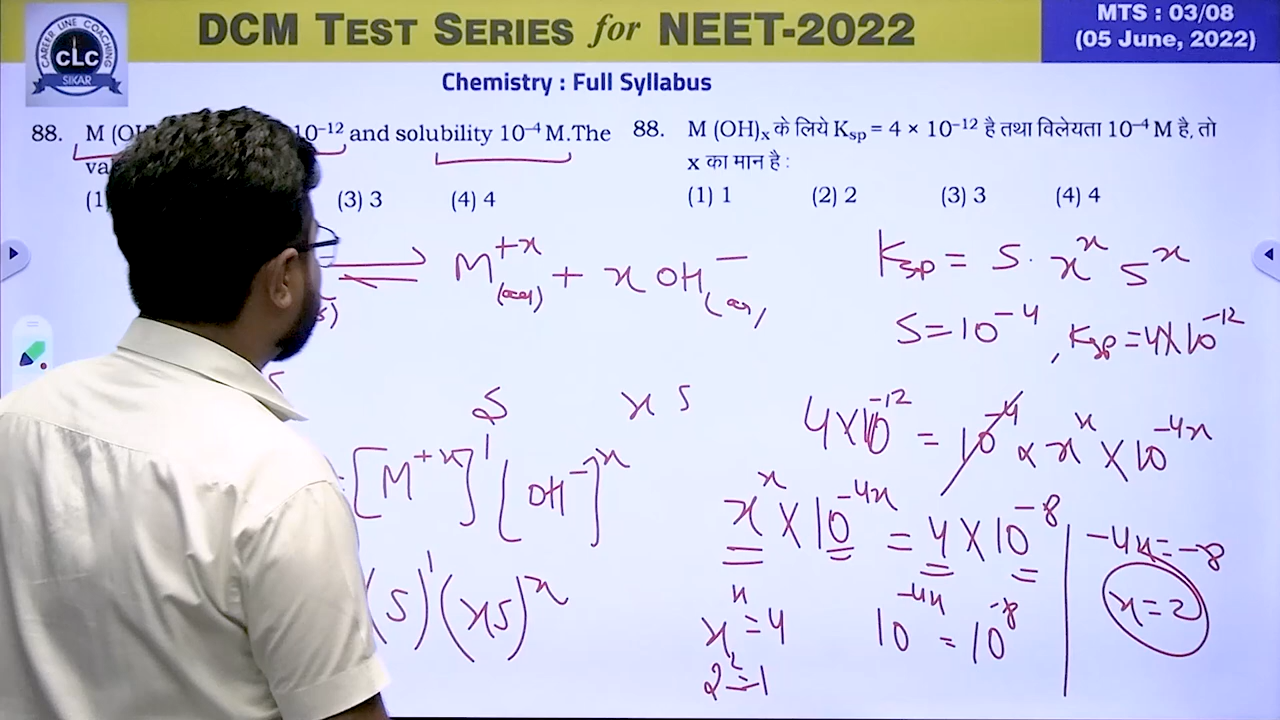 DCM TEST SERIES for NEET-2022
MTS : 03/08
(05 June, 2022)
CAREER LINE COACHING
CLC
SIKAR
Chemistry : Full Syllabus
88. M (OH 10⁻¹² and solubility 10⁻⁴ M.The
va
(1) (3) 3 (4) 4
88. M (OH)ₓ के लिये Kₛₚ = 4 × 10⁻¹² है तथा विलेयता 10⁻⁴ M है, तो
x का मान है :
(1) 1 (2) 2 (3) 3 (4) 4
⇌ M⁺ˣ(aq) + x OH⁻(aq)
(s)
S S x S
= [M⁺ˣ]¹ [OH⁻]ˣ
(S)¹ (xS)ˣ
Ksp = S · xˣ Sˣ
S = 10⁻⁴, Ksp = 4 × 10⁻¹²
4 × 10⁻¹² = 10⁻⁴ × xˣ × 10⁻⁴ˣ
xˣ × 10⁻⁴ˣ = 4 × 10⁻⁸
xˣ = 4 10⁻⁴ˣ = 10⁻⁸
-4x = -8
x = 2